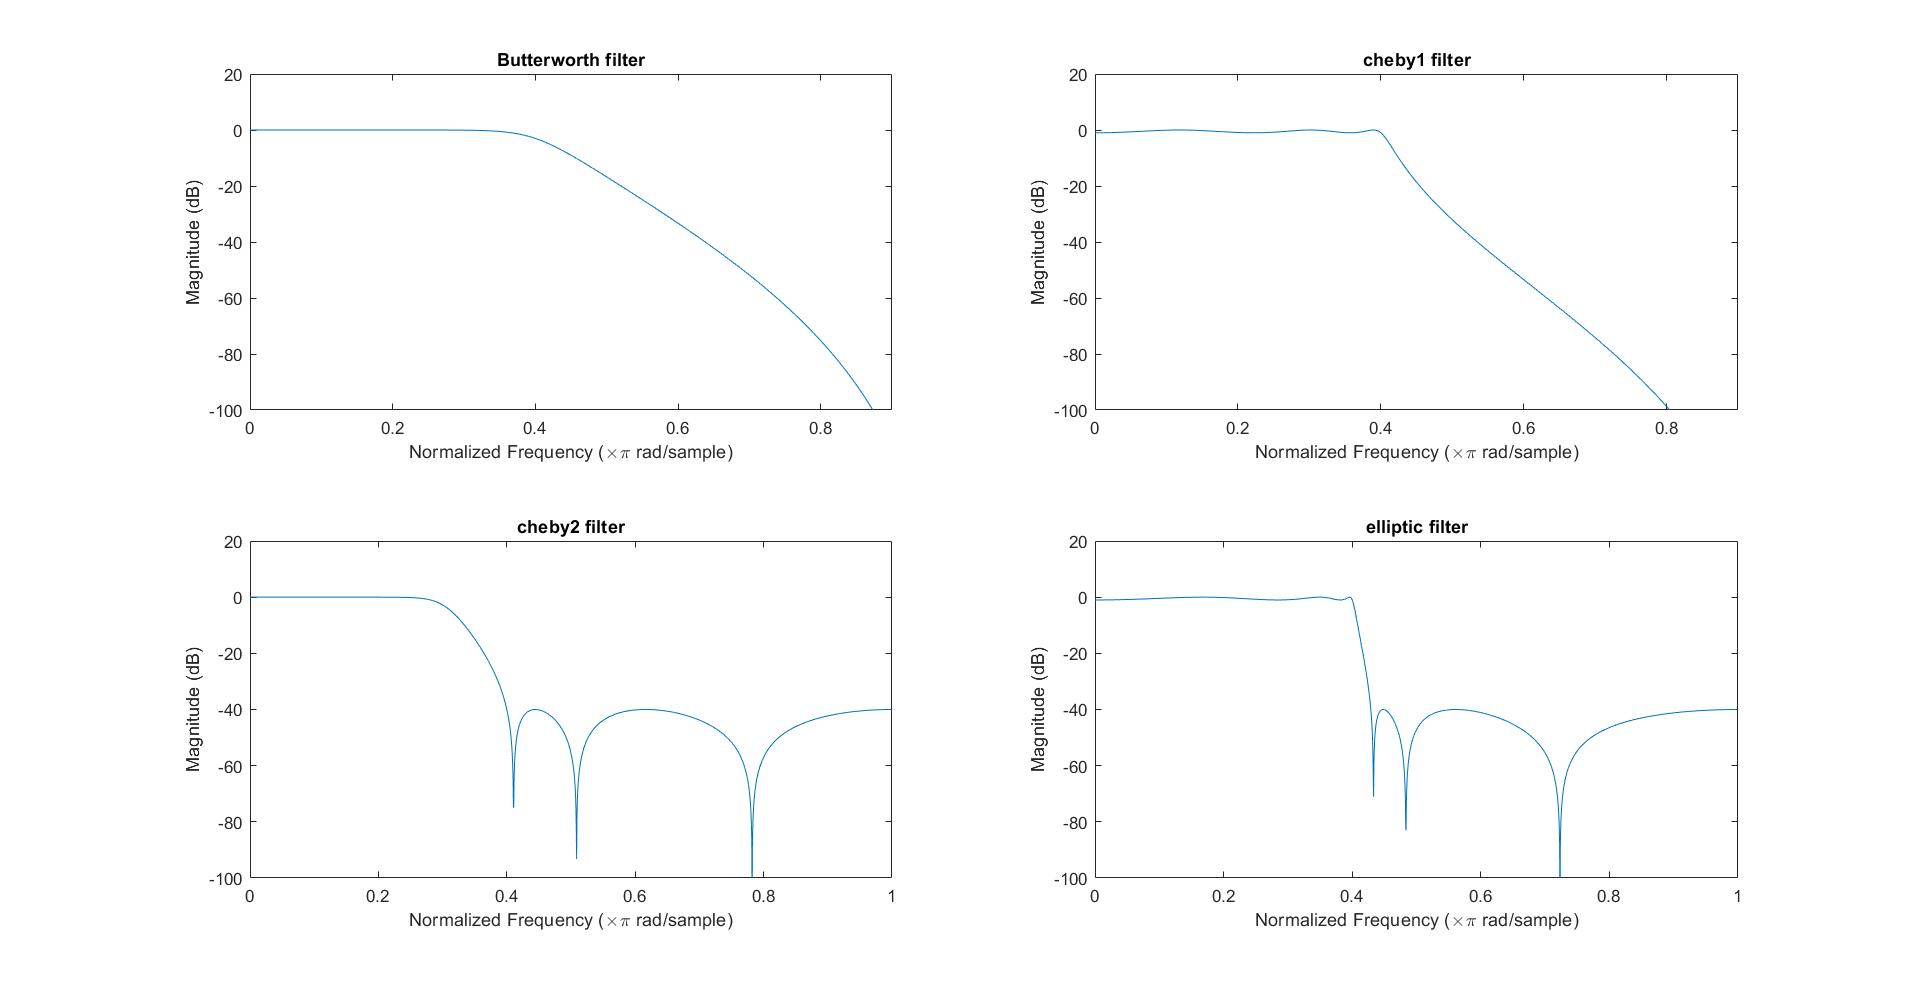 Butterworth filter
20
0
-20
-40
-60
-80
-100
Magnitude (dB)
0 0.2 0.4 0.6 0.8
Normalized Frequency (×π rad/sample)
cheby1 filter
20
0
-20
-40
-60
-80
-100
Magnitude (dB)
0 0.2 0.4 0.6 0.8
Normalized Frequency (×π rad/sample)
cheby2 filter
20
0
-20
-40
-60
-80
-100
Magnitude (dB)
0 0.2 0.4 0.6 0.8 1
Normalized Frequency (×π rad/sample)
elliptic filter
20
0
-20
-40
-60
-80
-100
Magnitude (dB)
0 0.2 0.4 0.6 0.8 1
Normalized Frequency (×π rad/sample)